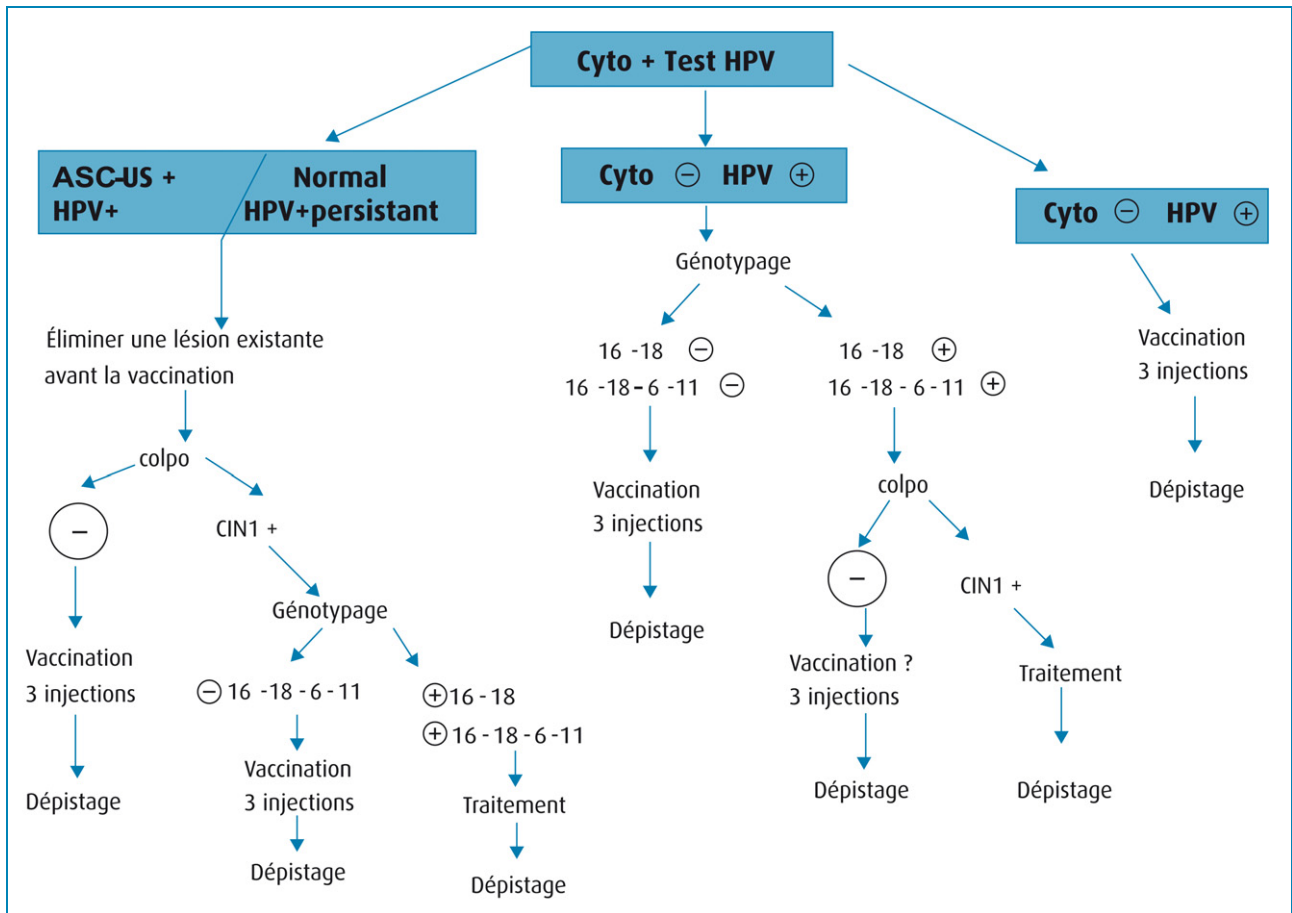 Cyto + Test HPV
ASC-US +
HPV+
Normal
HPV+persistant
Éliminer une lésion existante
avant la vaccination
colpo
−
Vaccination
3 injections
Dépistage
CIN1 +
Génotypage
⊖ 16 -18 -6 -11
Vaccination
3 injections
Dépistage
⊕ 16 - 18
⊕ 16 - 18 -6 -11
Traitement
Dépistage
Cyto ⊖ HPV ⊕
Génotypage
16 -18 ⊖
16 -18 - 6 -11 ⊖
Vaccination
3 injections
Dépistage
16 -18 ⊕
16 -18 - 6 -11 ⊕
colpo
−
Vaccination ?
3 injections
Dépistage
CIN1 +
Traitement
Dépistage
Cyto ⊖ HPV ⊕
Vaccination
3 injections
Dépistage